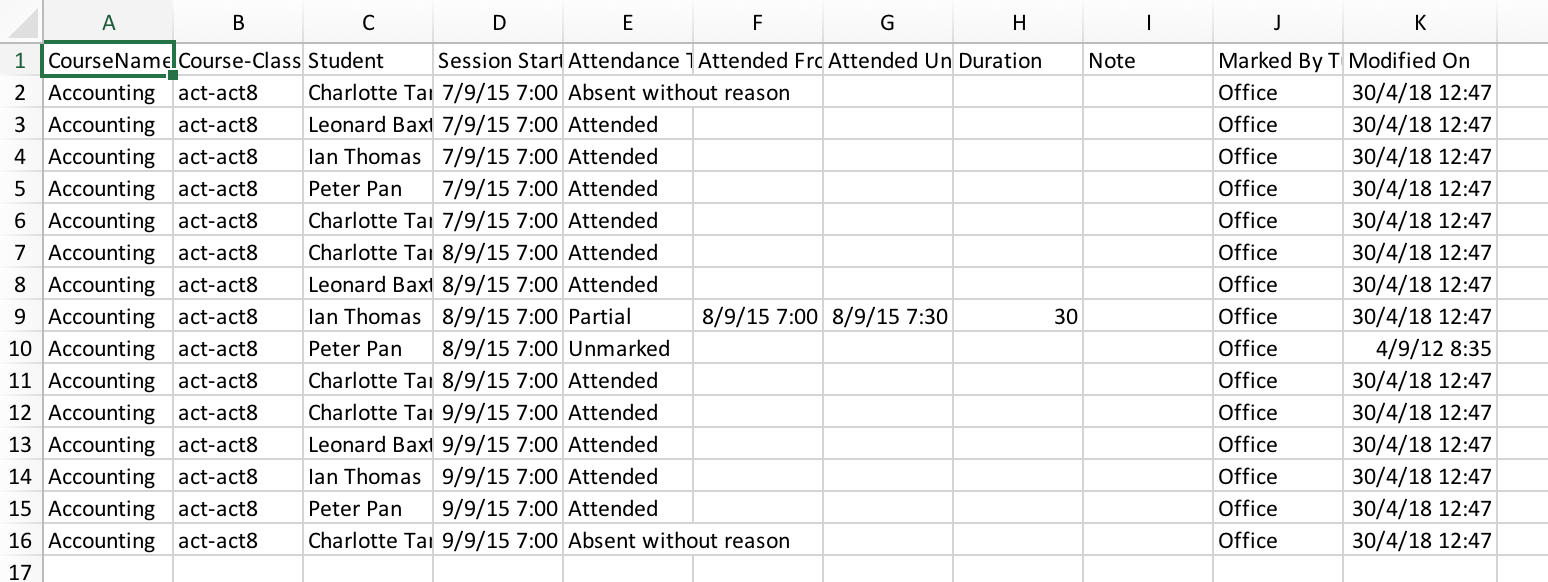 A B C D E F G H I J K
1 CourseName Course-Class Student Session Start Attendance T Attended Fro Attended Un Duration Note Marked By T Modified On
2 Accounting act-act8 Charlotte Tar 7/9/15 7:00 Absent without reason Office 30/4/18 12:47
3 Accounting act-act8 Leonard Baxt 7/9/15 7:00 Attended Office 30/4/18 12:47
4 Accounting act-act8 Ian Thomas 7/9/15 7:00 Attended Office 30/4/18 12:47
5 Accounting act-act8 Peter Pan 7/9/15 7:00 Attended Office 30/4/18 12:47
6 Accounting act-act8 Charlotte Tar 7/9/15 7:00 Attended Office 30/4/18 12:47
7 Accounting act-act8 Charlotte Tar 8/9/15 7:00 Attended Office 30/4/18 12:47
8 Accounting act-act8 Leonard Baxt 8/9/15 7:00 Attended Office 30/4/18 12:47
9 Accounting act-act8 Ian Thomas 8/9/15 7:00 Partial 8/9/15 7:00 8/9/15 7:30 30 Office 30/4/18 12:47
10 Accounting act-act8 Peter Pan 8/9/15 7:00 Unmarked Office 4/9/12 8:35
11 Accounting act-act8 Charlotte Tar 8/9/15 7:00 Attended Office 30/4/18 12:47
12 Accounting act-act8 Charlotte Tar 9/9/15 7:00 Attended Office 30/4/18 12:47
13 Accounting act-act8 Leonard Baxt 9/9/15 7:00 Attended Office 30/4/18 12:47
14 Accounting act-act8 Ian Thomas 9/9/15 7:00 Attended Office 30/4/18 12:47
15 Accounting act-act8 Peter Pan 9/9/15 7:00 Attended Office 30/4/18 12:47
16 Accounting act-act8 Charlotte Tar 9/9/15 7:00 Absent without reason Office 30/4/18 12:47
17